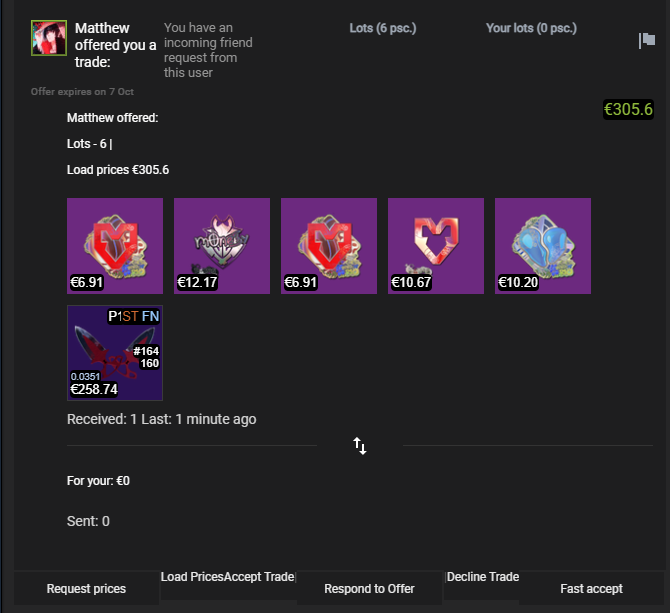 Matthew
offered you a
trade:
You have an
incoming friend
request from
this user
Lots (6 psc.)
Your lots (0 psc.)
Offer expires on 7 Oct
€305.6
Matthew offered:
Lots - 6 |
Load prices €305.6
€6.91
€12.17
€6.91
€10.67
€10.20
P1ST FN
#164
160
0.0351
€258.74
Received: 1 Last: 1 minute ago
For your: €0
Sent: 0
Request prices
Load PricesAccept Trade|
Respond to Offer
|Decline Trade
Fast accept